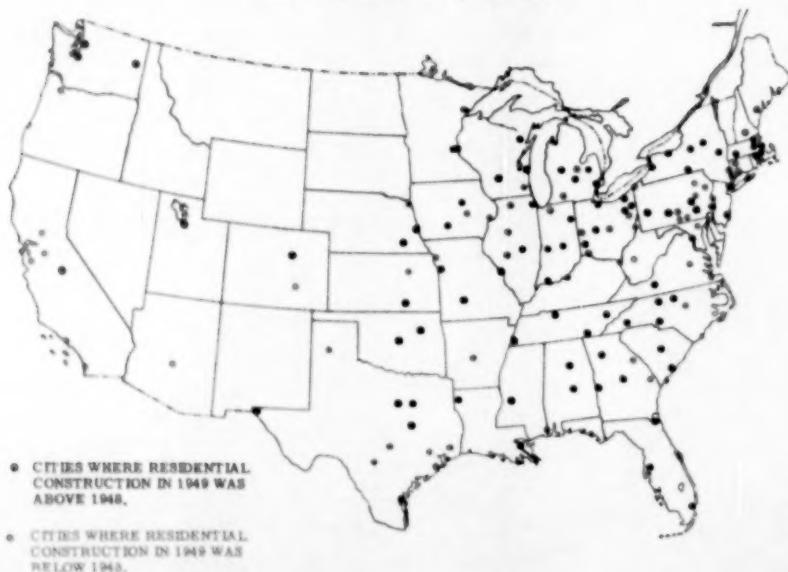 CITIES WHERE RESIDENTIAL
CONSTRUCTION IN 1949 WAS
ABOVE 1948.
CITIES WHERE RESIDENTIAL
CONSTRUCTION IN 1949 WAS
BELOW 1948.